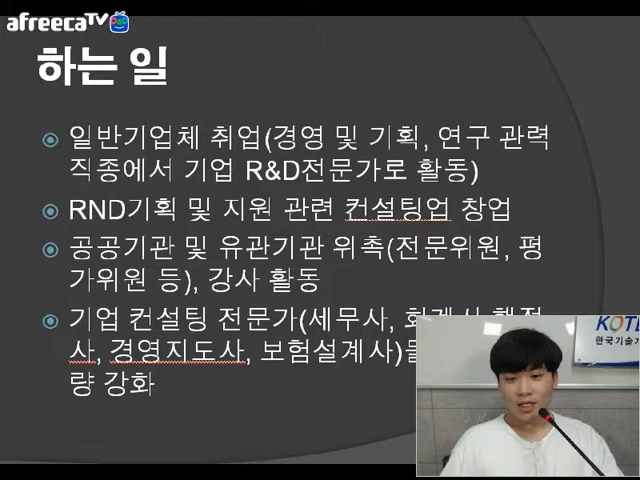 afreecaTV
하는 일
일반기업체 취업(경영 및 기획, 연구 관력
직종에서 기업 R&D전문가로 활동)
RND기획 및 지원 관련 컨설팅업 창업
공공기관 및 유관기관 위촉(전문위원, 평
가위원 등), 강사 활동
기업 컨설팅 전문가(세무사,
사, 경영지도사, 보험설계사)
량 강화
한국기술